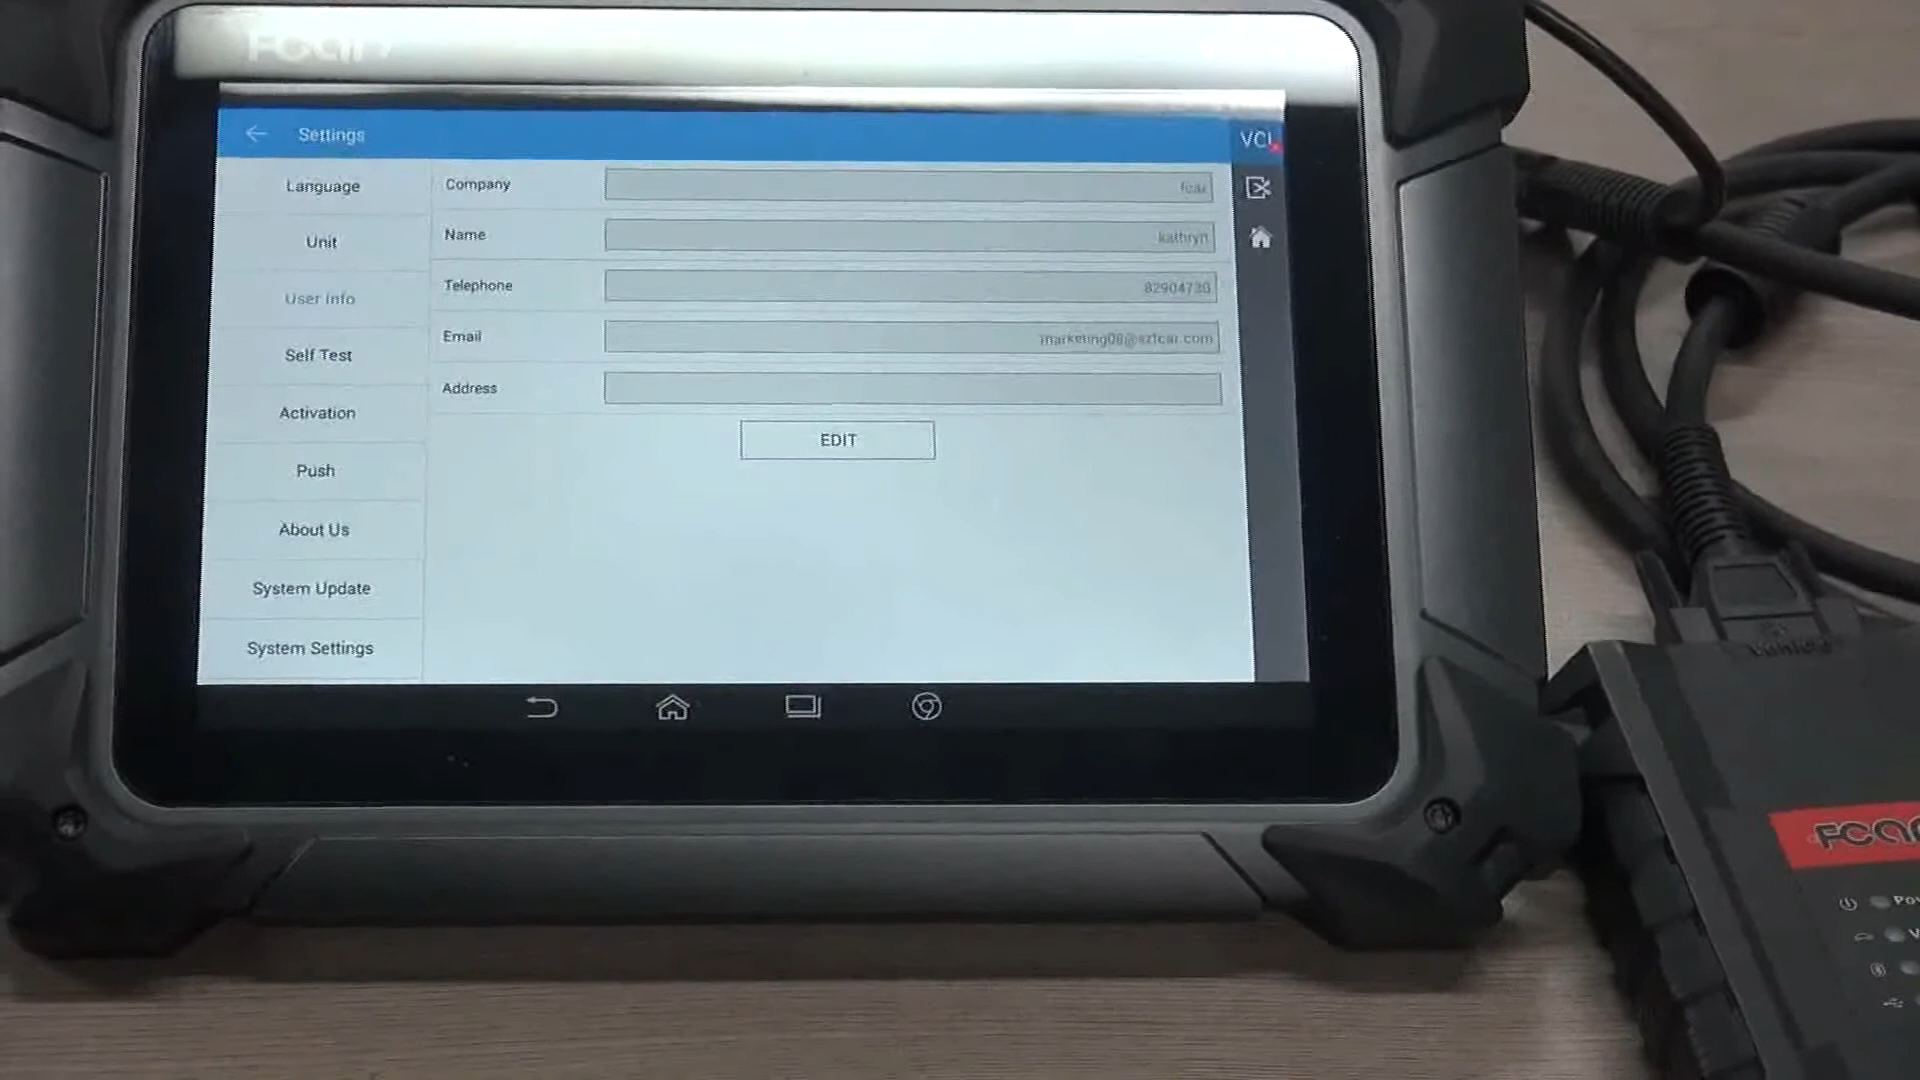 FCAR
Settings
VCI
Language
Unit
User Info
Self Test
Activation
Push
About Us
System Update
System Settings
Company fcar
Name kathryn
Telephone 82904730
Email marketing08@szfcar.com
Address
EDIT
FCAR